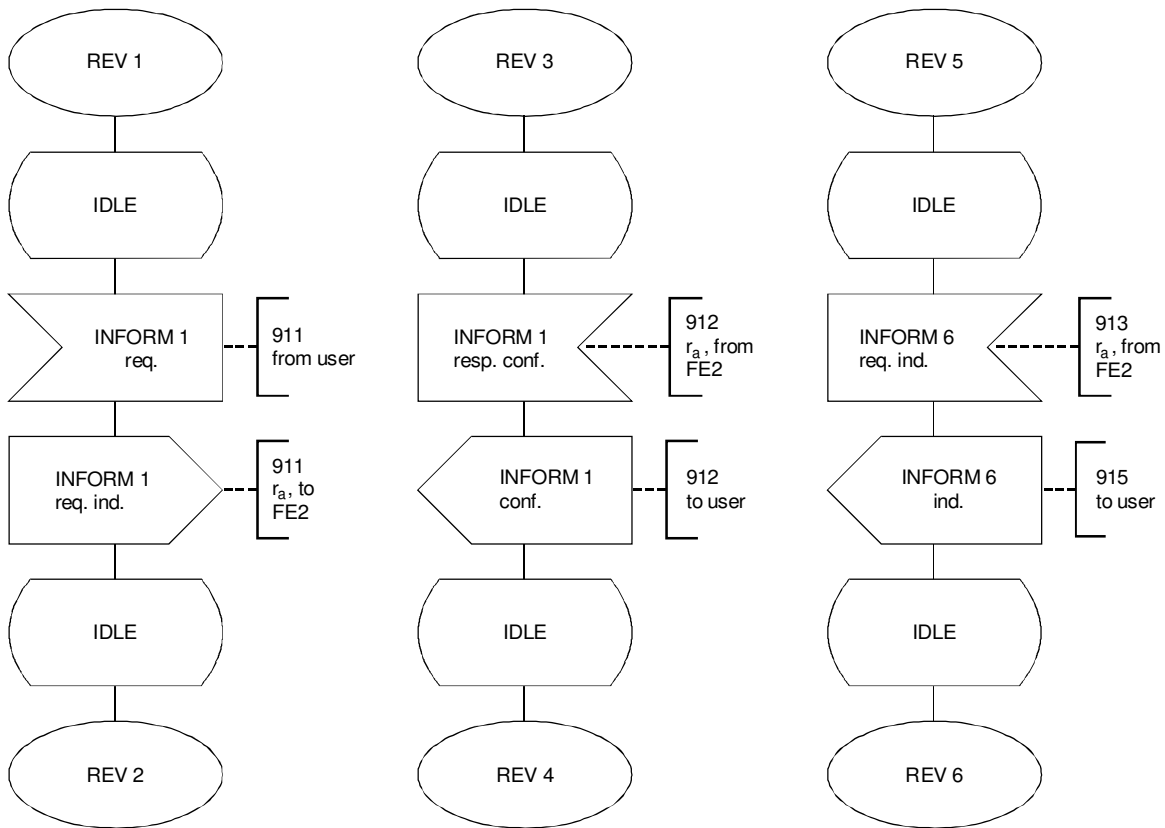 REV 1
REV 3
REV 5
IDLE
IDLE
IDLE
INFORM 1
req.
911
from user
INFORM 1
resp. conf.
912
ra , from
FE2
INFORM 6
req. ind.
913
ra , from
FE2
INFORM 1
req. ind.
911
ra , to
FE2
INFORM 1
conf.
912
to user
INFORM 6
ind.
915
to user
IDLE
IDLE
IDLE
REV 2
REV 4
REV 6